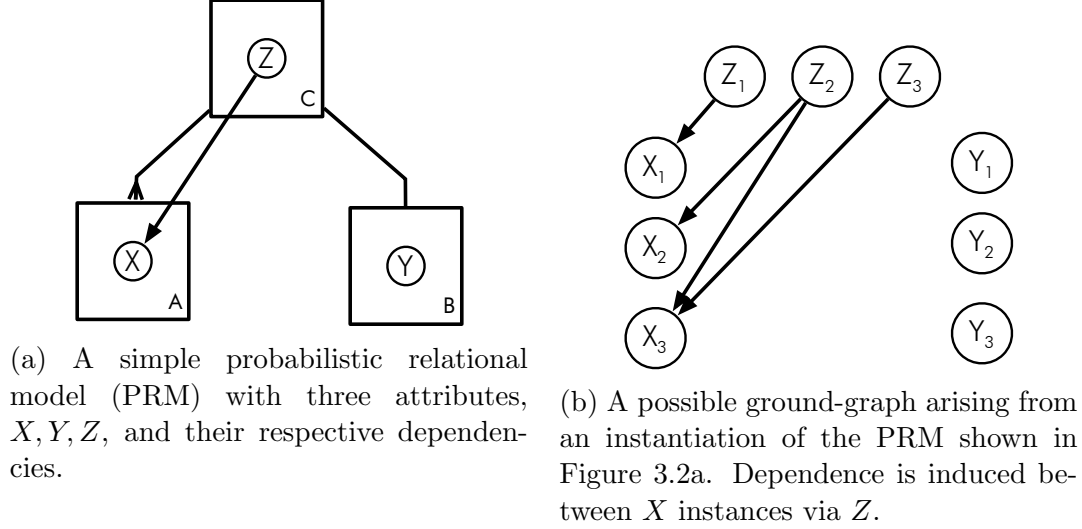 Z
C
X
A
Y
B
(a) A simple probabilistic relational
model (PRM) with three attributes,
X, Y, Z, and their respective dependen-
cies.
Z1 Z2 Z3
X1
Y1
X2
Y2
X3
Y3
(b) A possible ground-graph arising from
an instantiation of the PRM shown in
Figure 3.2a. Dependence is induced be-
tween X instances via Z.